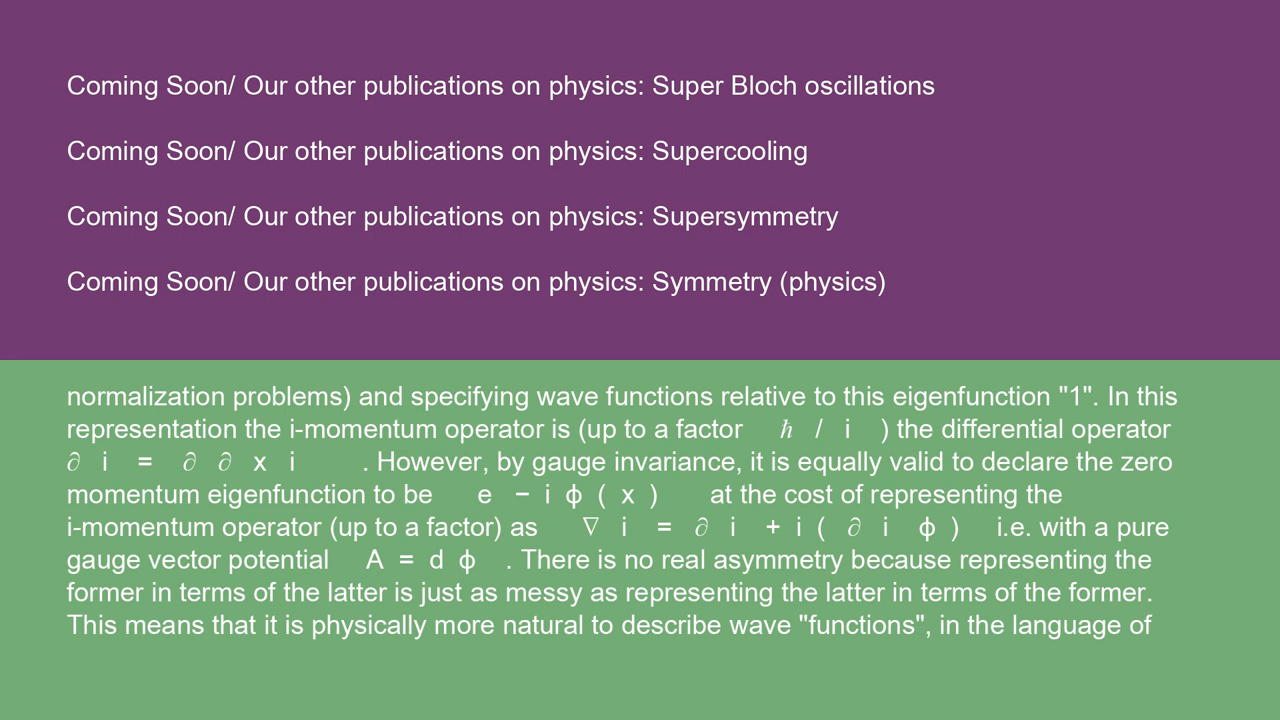 Coming Soon/ Our other publications on physics: Super Bloch oscillations
Coming Soon/ Our other publications on physics: Supercooling
Coming Soon/ Our other publications on physics: Supersymmetry
Coming Soon/ Our other publications on physics: Symmetry (physics)
normalization problems) and specifying wave functions relative to this eigenfunction "1". In this
representation the i-momentum operator is (up to a factor ℏ / i ) the differential operator
∂ i = ∂ ∂ x i . However, by gauge invariance, it is equally valid to declare the zero
momentum eigenfunction to be e − i ϕ ( x ) at the cost of representing the
i-momentum operator (up to a factor) as ∇ i = ∂ i + i ( ∂ i ϕ ) i.e. with a pure
gauge vector potential A = d ϕ . There is no real asymmetry because representing the
former in terms of the latter is just as messy as representing the latter in terms of the former.
This means that it is physically more natural to describe wave "functions", in the language of